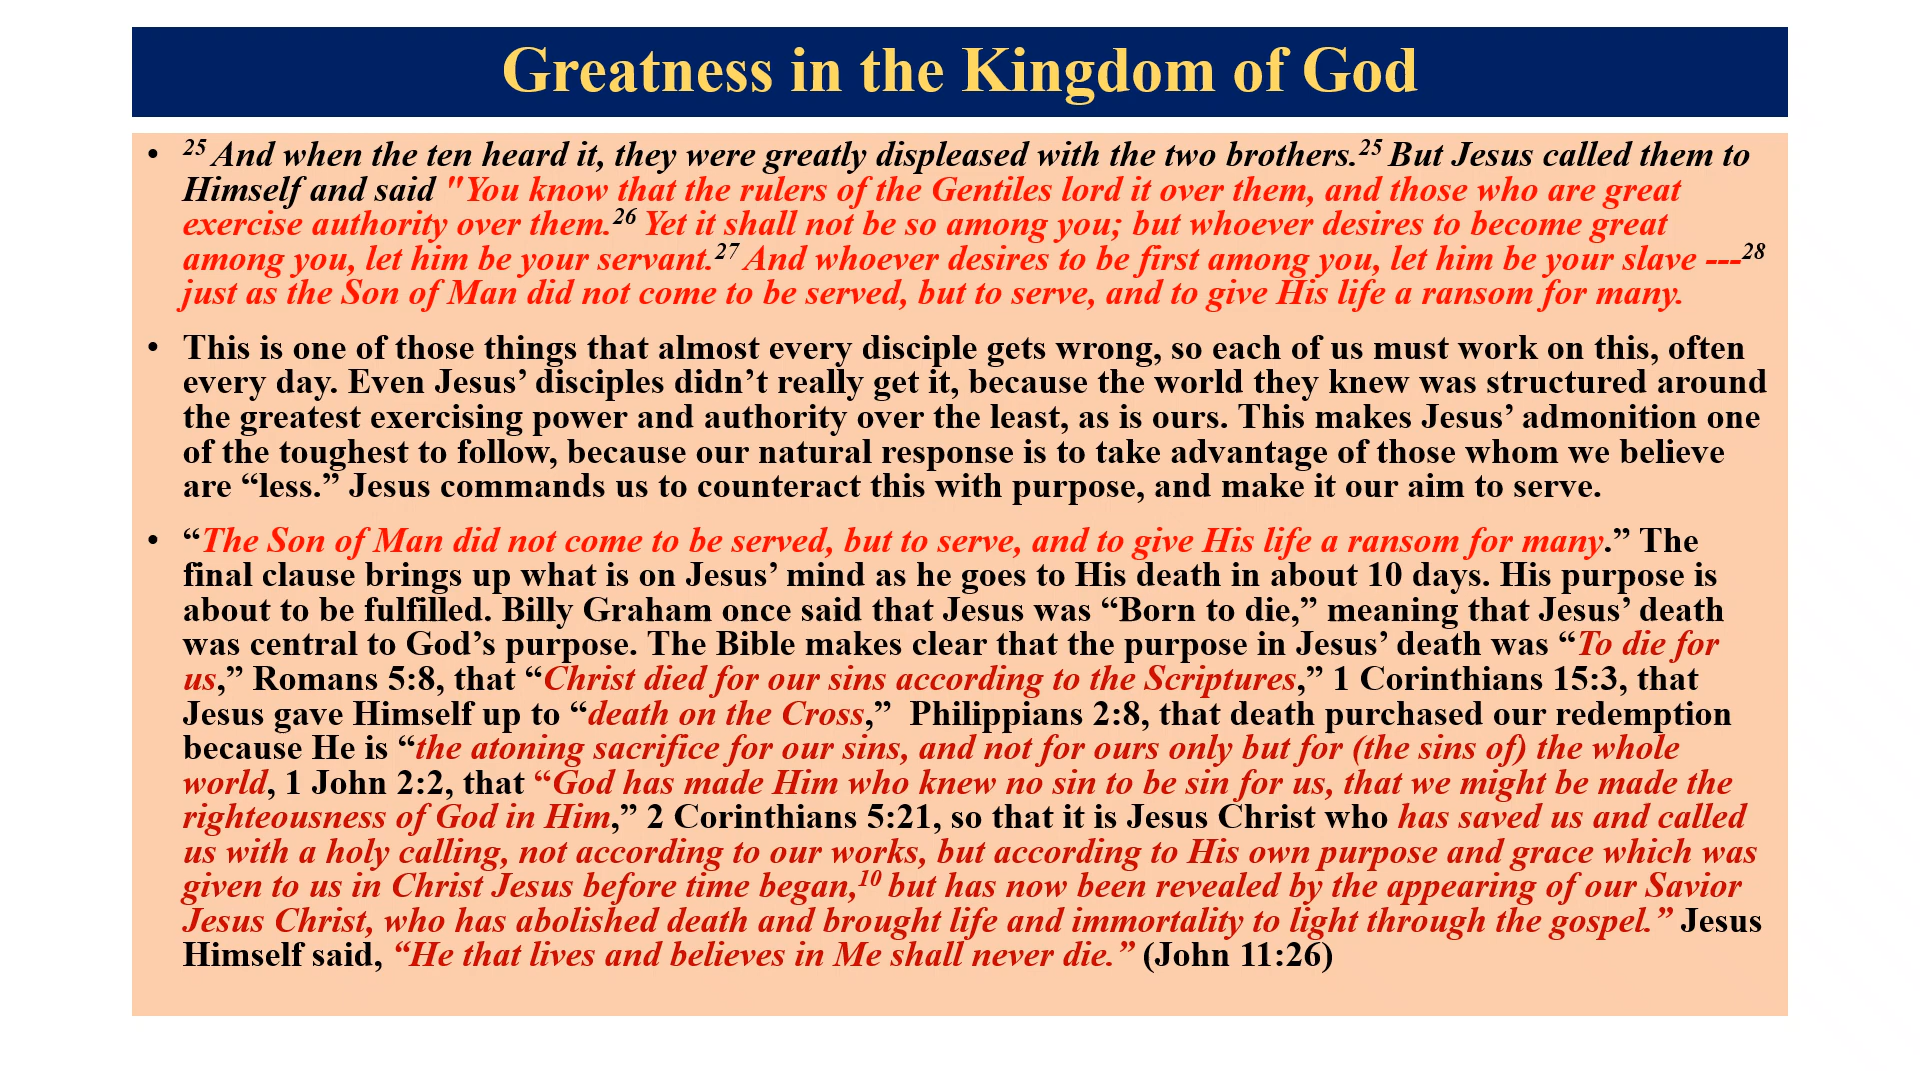 Greatness in the Kingdom of God
• 25 And when the ten heard it, they were greatly displeased with the two brothers.25 But Jesus called them to
Himself and said "You know that the rulers of the Gentiles lord it over them, and those who are great
exercise authority over them.26 Yet it shall not be so among you; but whoever desires to become great
among you, let him be your servant.27 And whoever desires to be first among you, let him be your slave ---28
just as the Son of Man did not come to be served, but to serve, and to give His life a ransom for many.
• This is one of those things that almost every disciple gets wrong, so each of us must work on this, often
every day. Even Jesus’ disciples didn’t really get it, because the world they knew was structured around
the greatest exercising power and authority over the least, as is ours. This makes Jesus’ admonition one
of the toughest to follow, because our natural response is to take advantage of those whom we believe
are “less.” Jesus commands us to counteract this with purpose, and make it our aim to serve.
• “The Son of Man did not come to be served, but to serve, and to give His life a ransom for many.” The
final clause brings up what is on Jesus’ mind as he goes to His death in about 10 days. His purpose is
about to be fulfilled. Billy Graham once said that Jesus was “Born to die,” meaning that Jesus’ death
was central to God’s purpose. The Bible makes clear that the purpose in Jesus’ death was “To die for
us,” Romans 5:8, that “Christ died for our sins according to the Scriptures,” 1 Corinthians 15:3, that
Jesus gave Himself up to “death on the Cross,”  Philippians 2:8, that death purchased our redemption
because He is “the atoning sacrifice for our sins, and not for ours only but for (the sins of) the whole
world, 1 John 2:2, that “God has made Him who knew no sin to be sin for us, that we might be made the
righteousness of God in Him,” 2 Corinthians 5:21, so that it is Jesus Christ who has saved us and called
us with a holy calling, not according to our works, but according to His own purpose and grace which was
given to us in Christ Jesus before time began,10 but has now been revealed by the appearing of our Savior
Jesus Christ, who has abolished death and brought life and immortality to light through the gospel.” Jesus
Himself said, “He that lives and believes in Me shall never die.” (John 11:26)